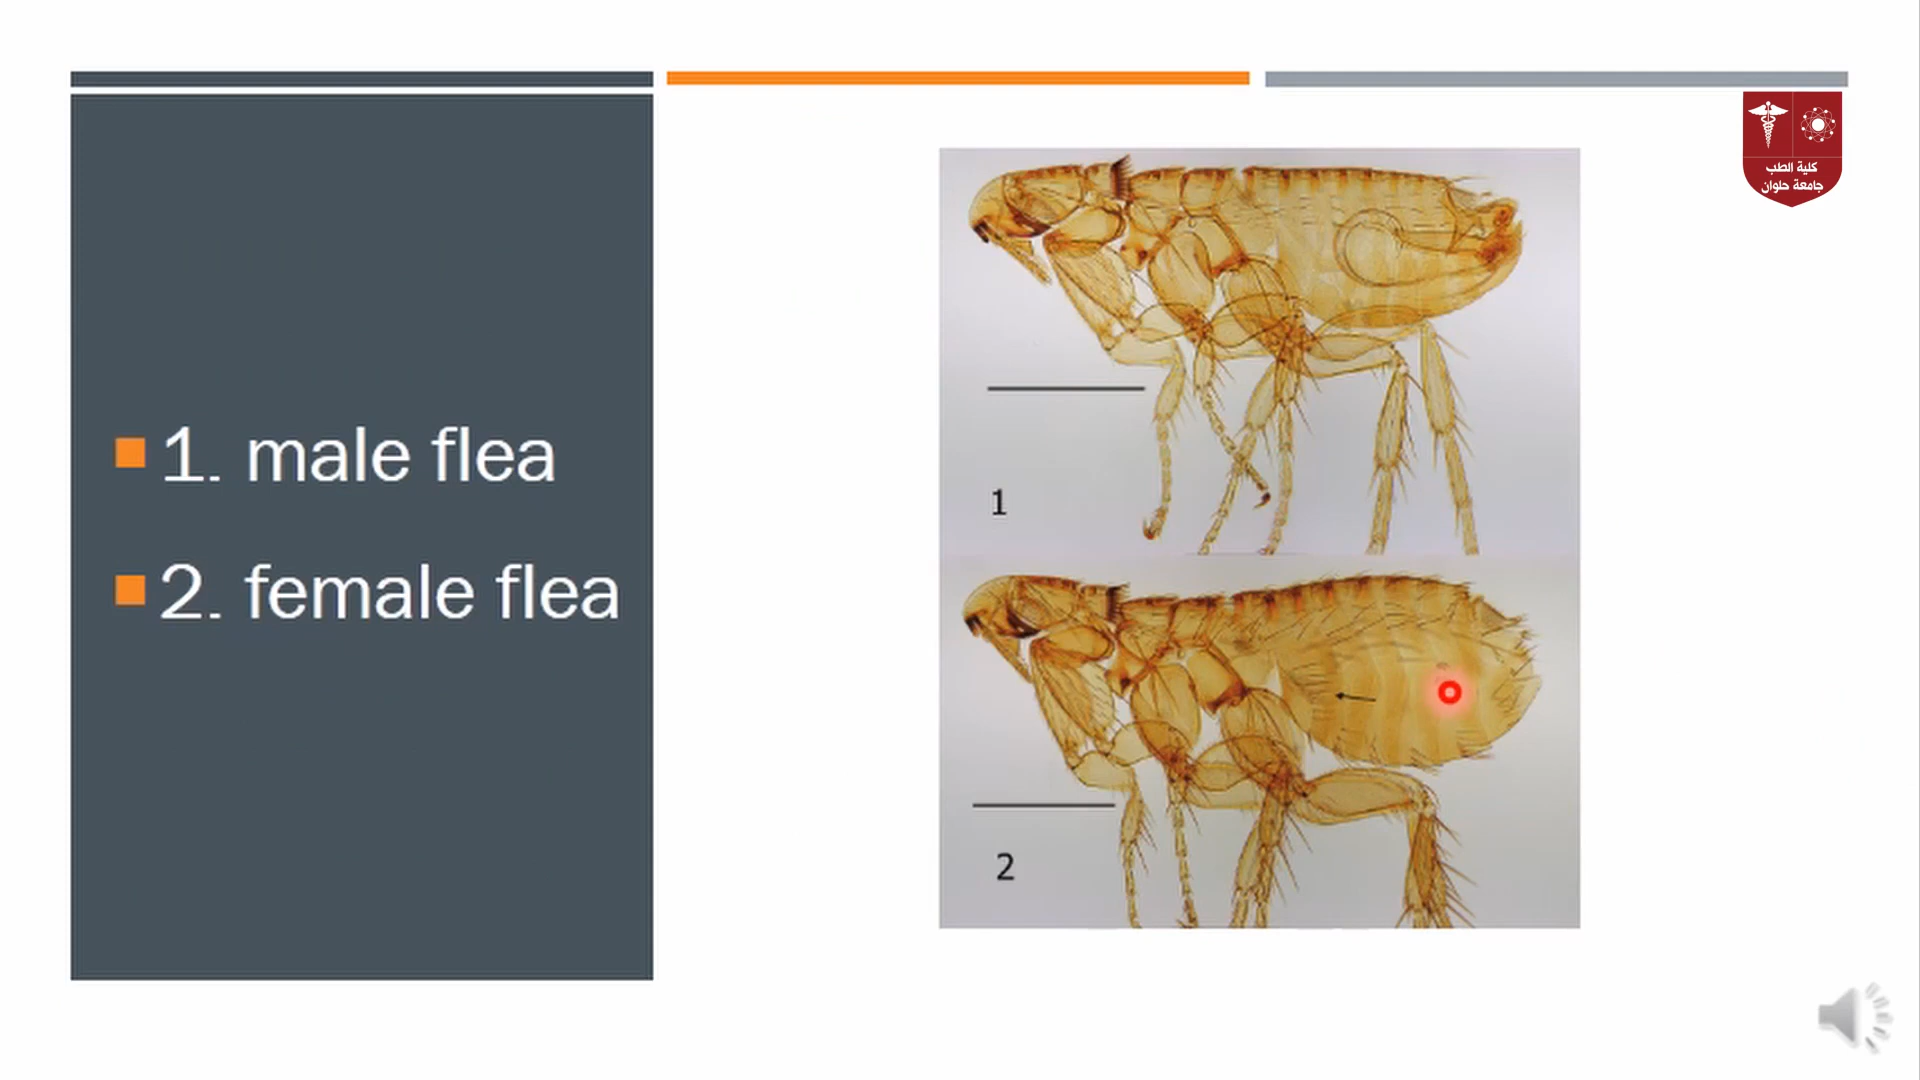 كلية الطب
جامعة حلوان
1. male flea
2. female flea
1
2